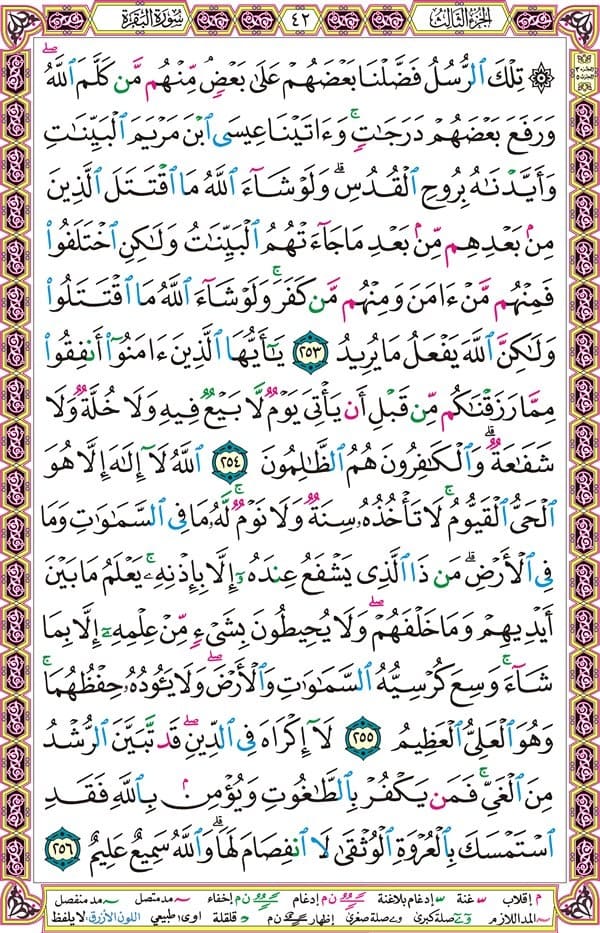 الجزء الثالث ٤٢ سورة البقرة
۞ تِلْكَ ٱلرُّسُلُ فَضَّلْنَا بَعْضَهُمْ عَلَىٰ بَعْضٍ مِّنْهُم مَّن كَلَّمَ ٱللَّهُ
وَرَفَعَ بَعْضَهُمْ دَرَجَٰتٍ وَءَاتَيْنَا عِيسَى ٱبْنَ مَرْيَمَ ٱلْبَيِّنَٰتِ
وَأَيَّدْنَٰهُ بِرُوحِ ٱلْقُدُسِ وَلَوْ شَآءَ ٱللَّهُ مَا ٱقْتَتَلَ ٱلَّذِينَ
مِنۢ بَعْدِهِم مِّنۢ بَعْدِ مَا جَآءَتْهُمُ ٱلْبَيِّنَٰتُ وَلَٰكِنِ ٱخْتَلَفُوا۟
فَمِنْهُم مَّنْ ءَامَنَ وَمِنْهُم مَّن كَفَرَ وَلَوْ شَآءَ ٱللَّهُ مَا ٱقْتَتَلُوا۟
وَلَٰكِنَّ ٱللَّهَ يَفْعَلُ مَا يُرِيدُ ٢٥٣ يَٰٓأَيُّهَا ٱلَّذِينَ ءَامَنُوٓا۟ أَنفِقُوا۟
مِمَّا رَزَقْنَٰكُم مِّن قَبْلِ أَن يَأْتِىَ يَوْمٌ لَّا بَيْعٌ فِيهِ وَلَا خُلَّةٌ وَلَا
شَفَٰعَةٌ وَٱلْكَٰفِرُونَ هُمُ ٱلظَّٰلِمُونَ ٢٥٤ ٱللَّهُ لَآ إِلَٰهَ إِلَّا هُوَ
ٱلْحَىُّ ٱلْقَيُّومُ لَا تَأْخُذُهُۥ سِنَةٌ وَلَا نَوْمٌ لَّهُۥ مَا فِى ٱلسَّمَٰوَٰتِ وَمَا
فِى ٱلْأَرْضِ مَن ذَا ٱلَّذِى يَشْفَعُ عِندَهُۥٓ إِلَّا بِإِذْنِهِۦ يَعْلَمُ مَا بَيْنَ
أَيْدِيهِمْ وَمَا خَلْفَهُمْ وَلَا يُحِيطُونَ بِشَىْءٍ مِّنْ عِلْمِهِۦٓ إِلَّا بِمَا
شَآءَ وَسِعَ كُرْسِيُّهُ ٱلسَّمَٰوَٰتِ وَٱلْأَرْضَ وَلَا يَـُٔودُهُۥ حِفْظُهُمَا
وَهُوَ ٱلْعَلِىُّ ٱلْعَظِيمُ ٢٥٥ لَآ إِكْرَاهَ فِى ٱلدِّينِ قَد تَّبَيَّنَ ٱلرُّشْدُ
مِنَ ٱلْغَىِّ فَمَن يَكْفُرْ بِٱلطَّٰغُوتِ وَيُؤْمِنۢ بِٱللَّهِ فَقَدِ
ٱسْتَمْسَكَ بِٱلْعُرْوَةِ ٱلْوُثْقَىٰ لَا ٱنفِصَامَ لَهَا وَٱللَّهُ سَمِيعٌ عَلِيمٌ ٢٥٦
م إقلاب غنة إدغام بلاغنة ن م إدغام ن م إخفاء مد متصل مد منفصل
المد اللازم صلة كبرى صلة صغرى إظهار ن م قلقلة اوى طبيعي اللون الأزرق: لا يلفظ